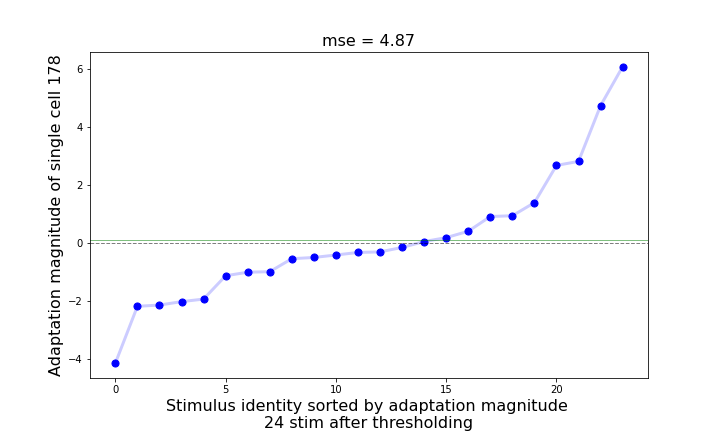 mse = 4.87
Adaptation magnitude of single cell 178
6
4
2
0
−2
−4
0
5
10
15
20
Stimulus identity sorted by adaptation magnitude
24 stim after thresholding